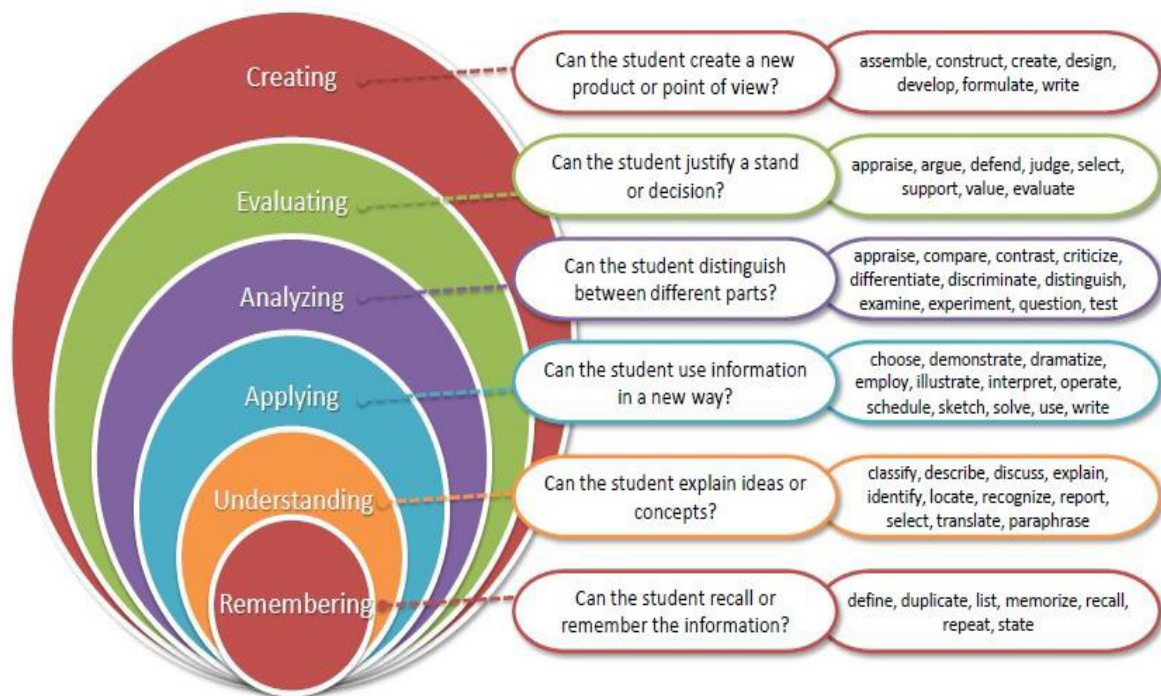 Creating
Can the student create a new
product or point of view?
assemble, construct, create, design,
develop, formulate, write
Evaluating
Can the student justify a stand
or decision?
appraise, argue, defend, judge, select,
support, value, evaluate
Analyzing
Can the student distinguish
between different parts?
appraise, compare, contrast, criticize,
differentiate, discriminate, distinguish,
examine, experiment, question, test
Applying
Can the student use information
in a new way?
choose, demonstrate, dramatize,
employ, illustrate, interpret, operate,
schedule, sketch, solve, use, write
Understanding
Can the student explain ideas or
concepts?
classify, describe, discuss, explain,
identify, locate, recognize, report,
select, translate, paraphrase
Remembering
Can the student recall or
remember the information?
define, duplicate, list, memorize, recall,
repeat, state